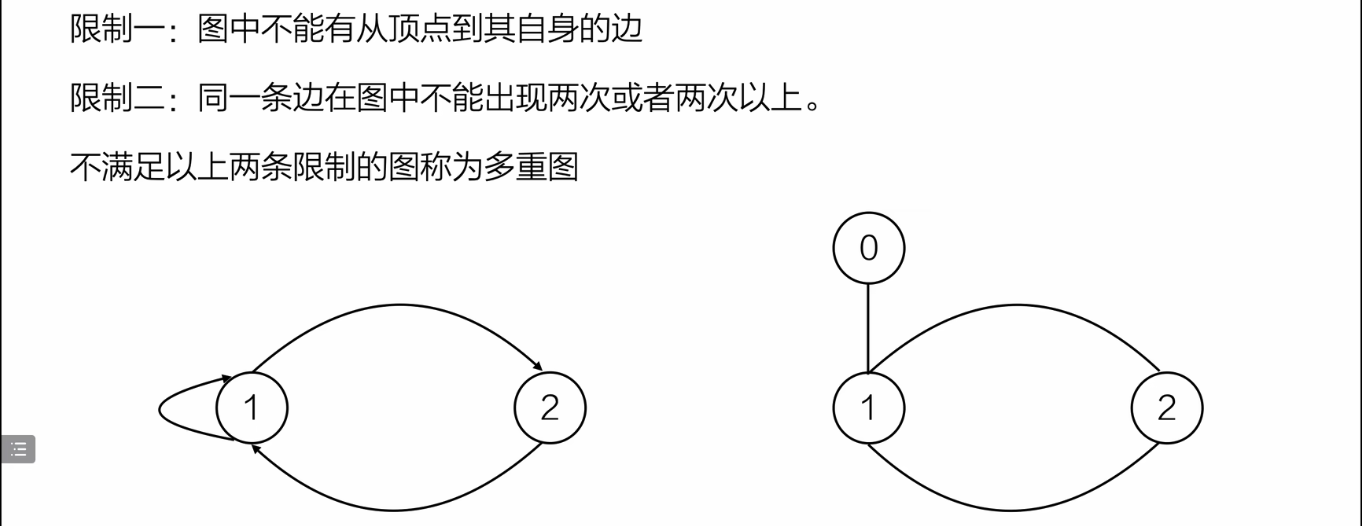 限制一：图中不能有从顶点到其自身的边
限制二：同一条边在图中不能出现两次或者两次以上。
不满足以上两条限制的图称为多重图
0
1
2
1
2